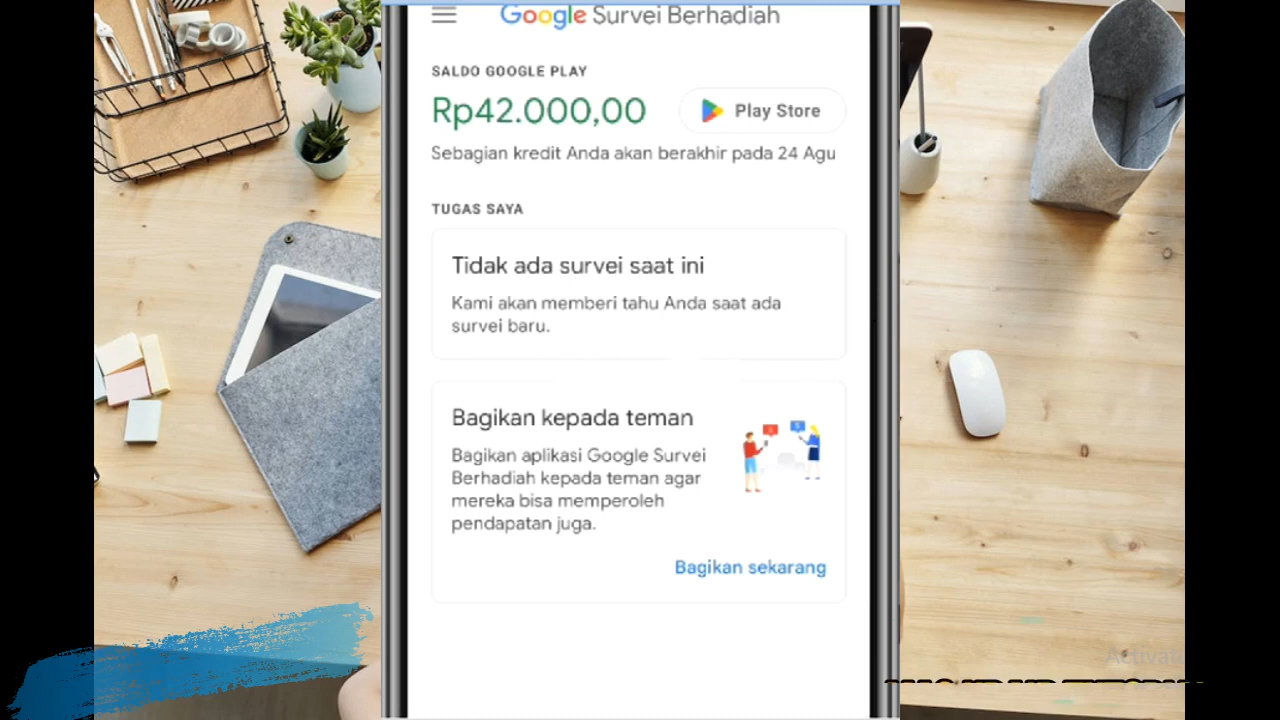 Google Survei Berhadiah
SALDO GOOGLE PLAY
Rp42.000,00
Play Store
Sebagian kredit Anda akan berakhir pada 24 Agu
TUGAS SAYA
Tidak ada survei saat ini
Kami akan memberi tahu Anda saat ada
survei baru.
Bagikan kepada teman
Bagikan aplikasi Google Survei
Berhadiah kepada teman agar
mereka bisa memperoleh
pendapatan juga.
Bagikan sekarang